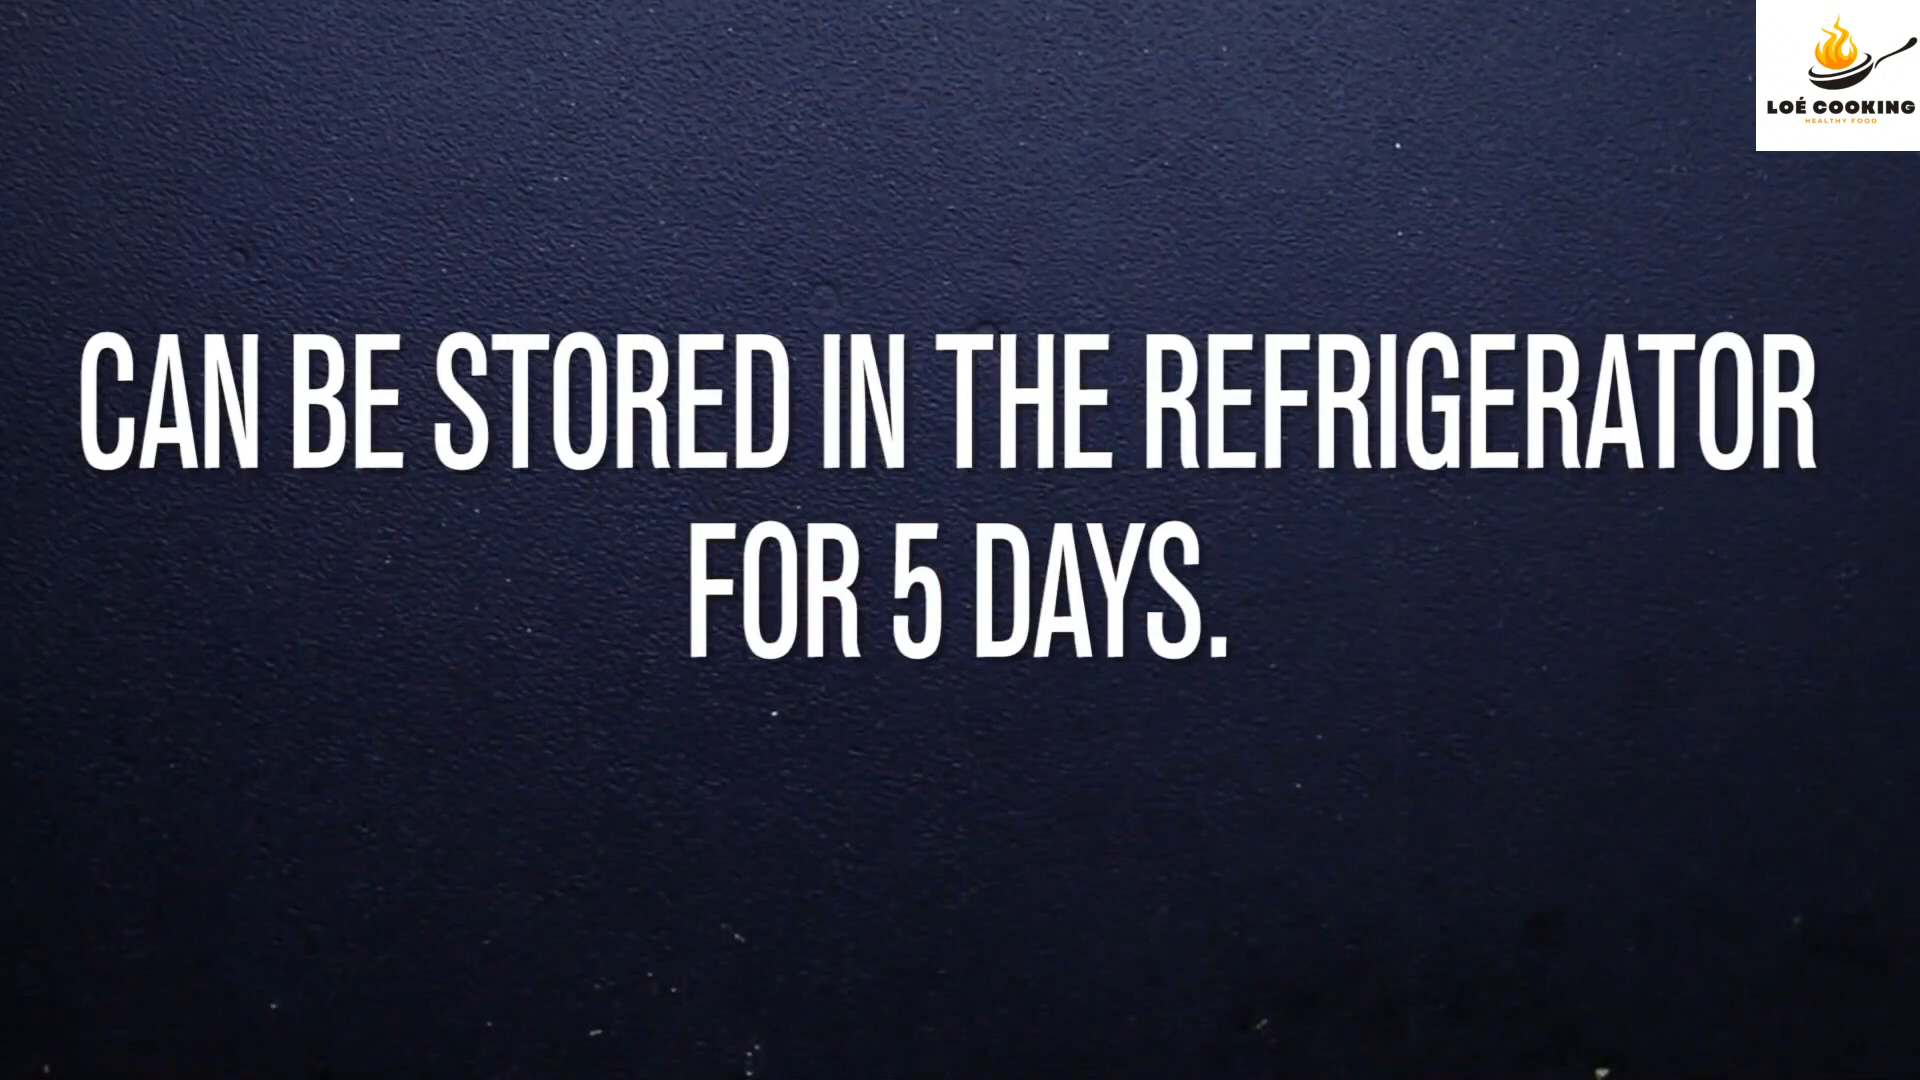 LOÉ COOKING
HEALTHY FOOD
CAN BE STORED IN THE REFRIGERATOR
FOR 5 DAYS.